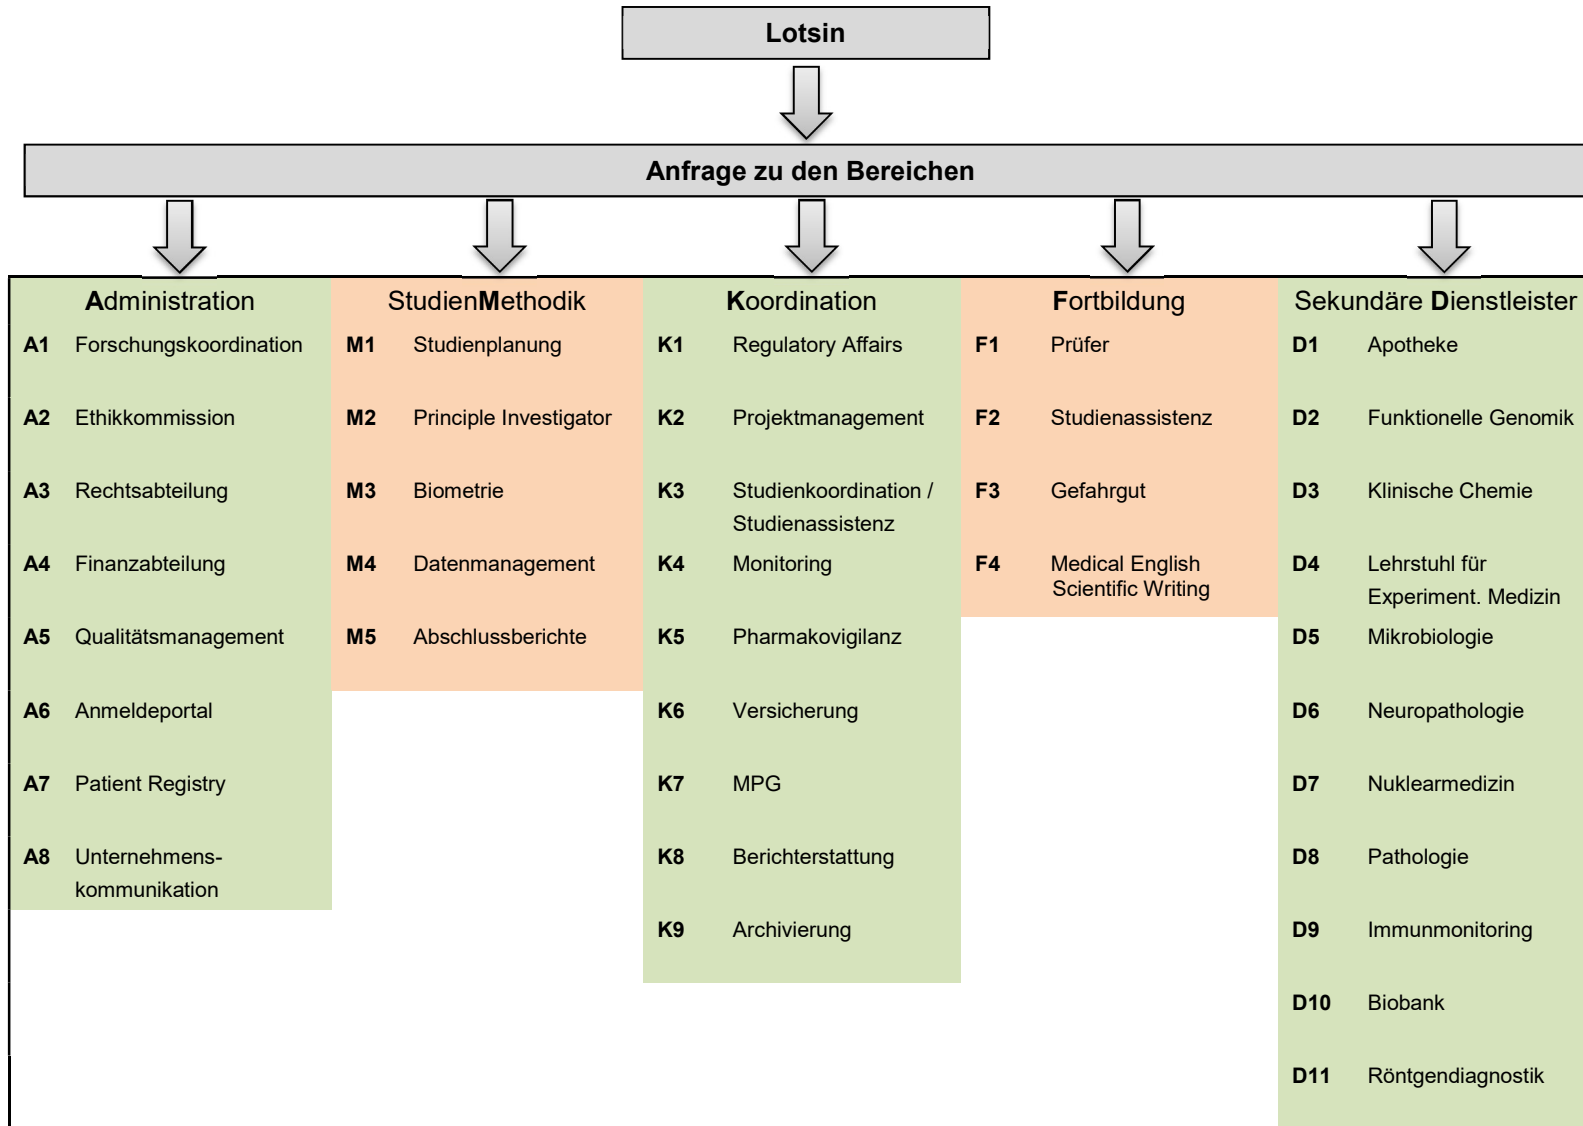 Lotsin
Anfrage zu den Bereichen
Administration
A1 Forschungskoordination
A2 Ethikkommission
A3 Rechtsabteilung
A4 Finanzabteilung
A5 Qualitätsmanagement
A6 Anmeldeportal
A7 Patient Registry
A8 Unternehmens-
kommunikation
StudienMethodik
M1 Studienplanung
M2 Principle Investigator
M3 Biometrie
M4 Datenmanagement
M5 Abschlussberichte
Koordination
K1 Regulatory Affairs
K2 Projektmanagement
K3 Studienkoordination /
Studienassistenz
K4 Monitoring
K5 Pharmakovigilanz
K6 Versicherung
K7 MPG
K8 Berichterstattung
K9 Archivierung
Fortbildung
F1 Prüfer
F2 Studienassistenz
F3 Gefahrgut
F4 Medical English
Scientific Writing
Sekundäre Dienstleister
D1 Apotheke
D2 Funktionelle Genomik
D3 Klinische Chemie
D4 Lehrstuhl für
Experiment. Medizin
D5 Mikrobiologie
D6 Neuropathologie
D7 Nuklearmedizin
D8 Pathologie
D9 Immunmonitoring
D10 Biobank
D11 Röntgendiagnostik